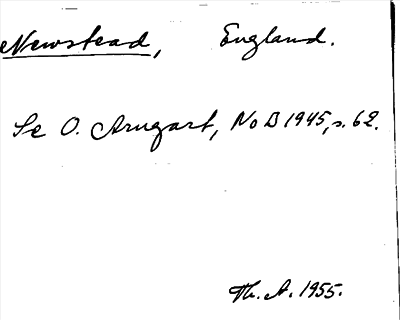 Newstead, England.
Se O. Arngart, NoB 1945, s. 62.
Th. A. 1955.